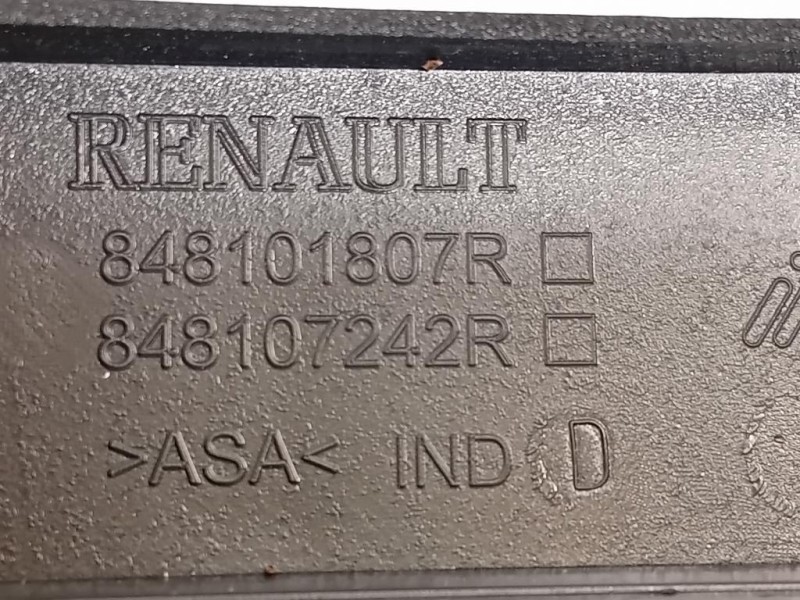 RENAULT
848101807R
848107242R
>ASA< IND D